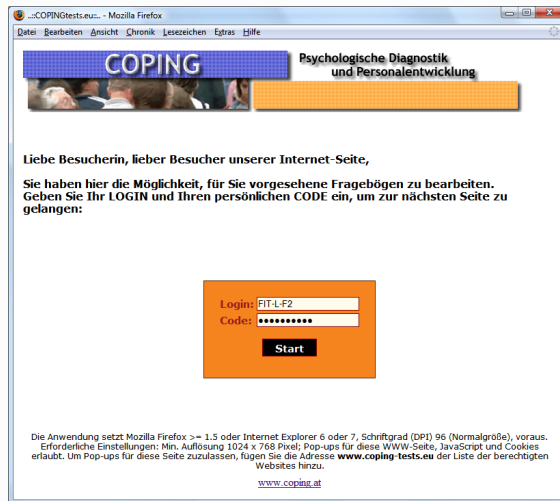 ..::COPINGtests.eu::.. - Mozilla Firefox
Datei Bearbeiten Ansicht Chronik Lesezeichen Extras Hilfe
COPING
Psychologische Diagnostik
und Personalentwicklung
Liebe Besucherin, lieber Besucher unserer Internet-Seite,
Sie haben hier die Möglichkeit, für Sie vorgesehene Fragebögen zu bearbeiten.
Geben Sie Ihr LOGIN und Ihren persönlichen CODE ein, um zur nächsten Seite zu
gelangen:
Login: FIT-L-F2
Code: ●●●●●●●●●●
Start
Die Anwendung setzt Mozilla Firefox >= 1.5 oder Internet Explorer 6 oder 7, Schriftgrad (DPI) 96 (Normalgröße), voraus.
Erforderliche Einstellungen: Min. Auflösung 1024 x 768 Pixel; Pop-ups für diese WWW-Seite, JavaScript und Cookies
erlaubt. Um Pop-ups für diese Seite zuzulassen, fügen Sie die Adresse www.coping-tests.eu der Liste der berechtigten
Websites hinzu.
www.coping.at